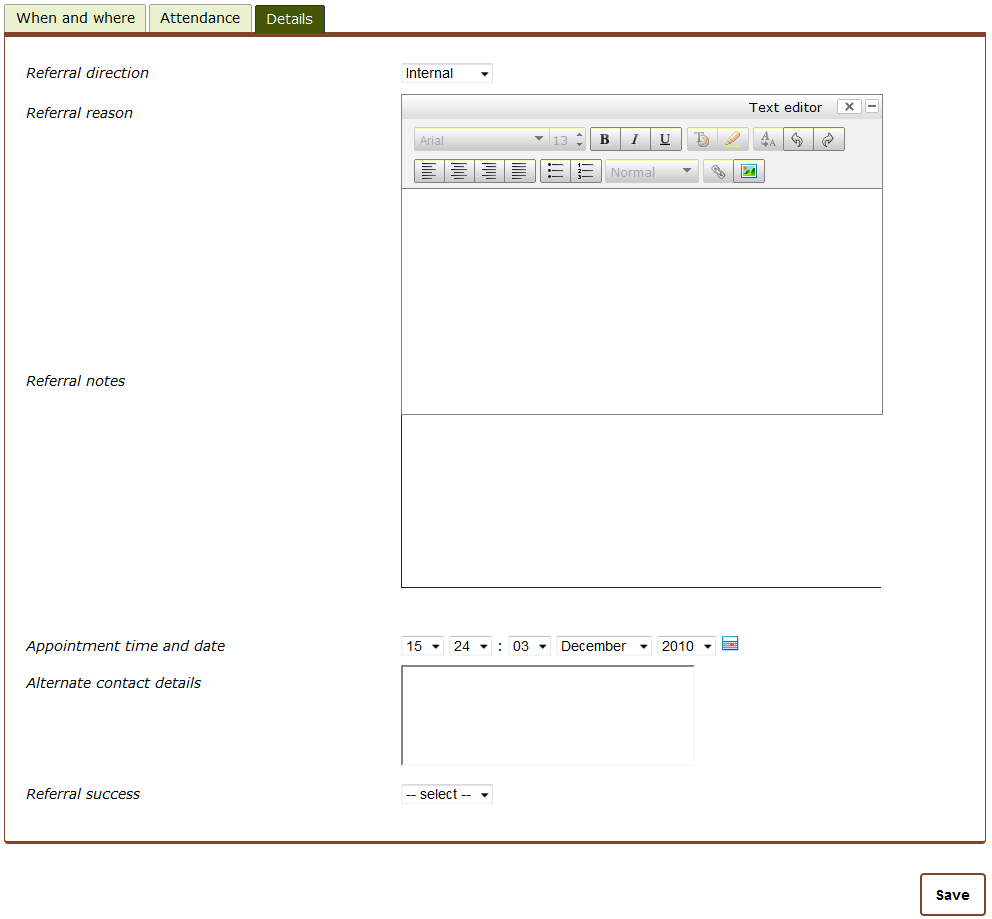 When and where Attendance Details
Referral direction Internal
Referral reason
Text editor
Arial 13 B I U
Normal
Referral notes
Appointment time and date 15 24 : 03 December 2010
Alternate contact details
Referral success -- select --
Save